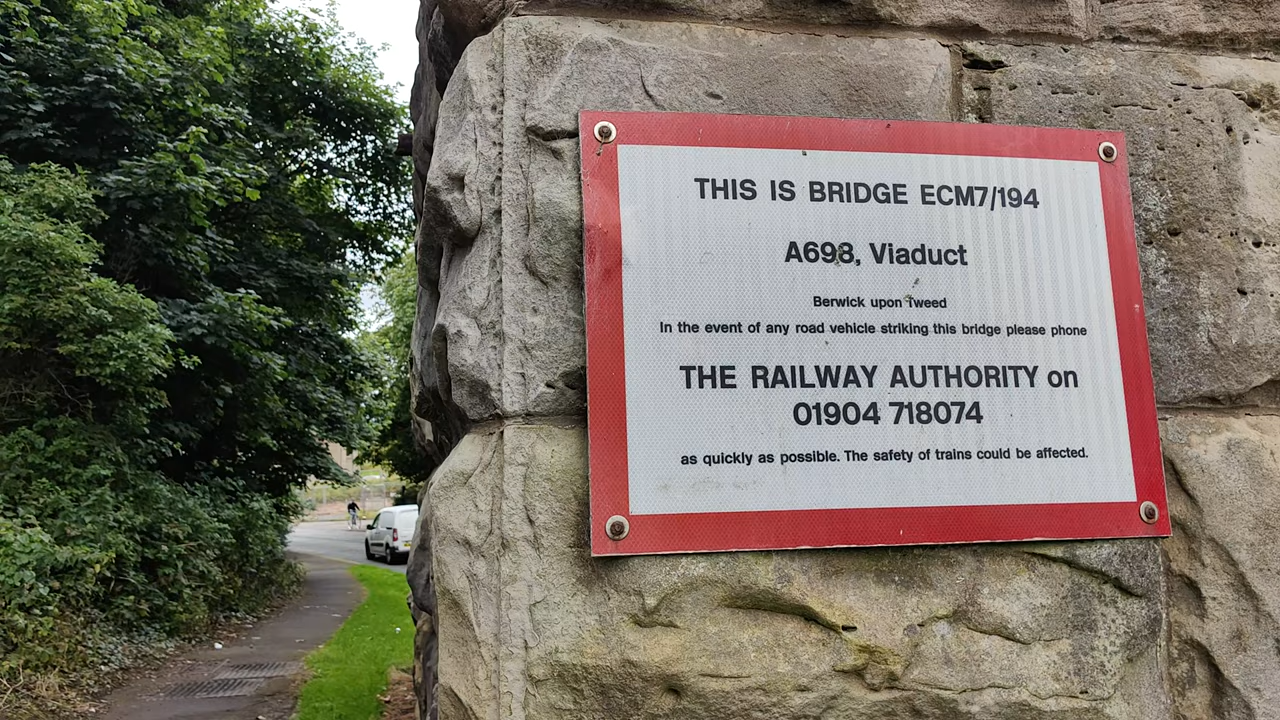 THIS IS BRIDGE ECM7/194
A698, Viaduct
Berwick upon Tweed
In the event of any road vehicle striking this bridge please phone
THE RAILWAY AUTHORITY on
01904 718074
as quickly as possible. The safety of trains could be affected.